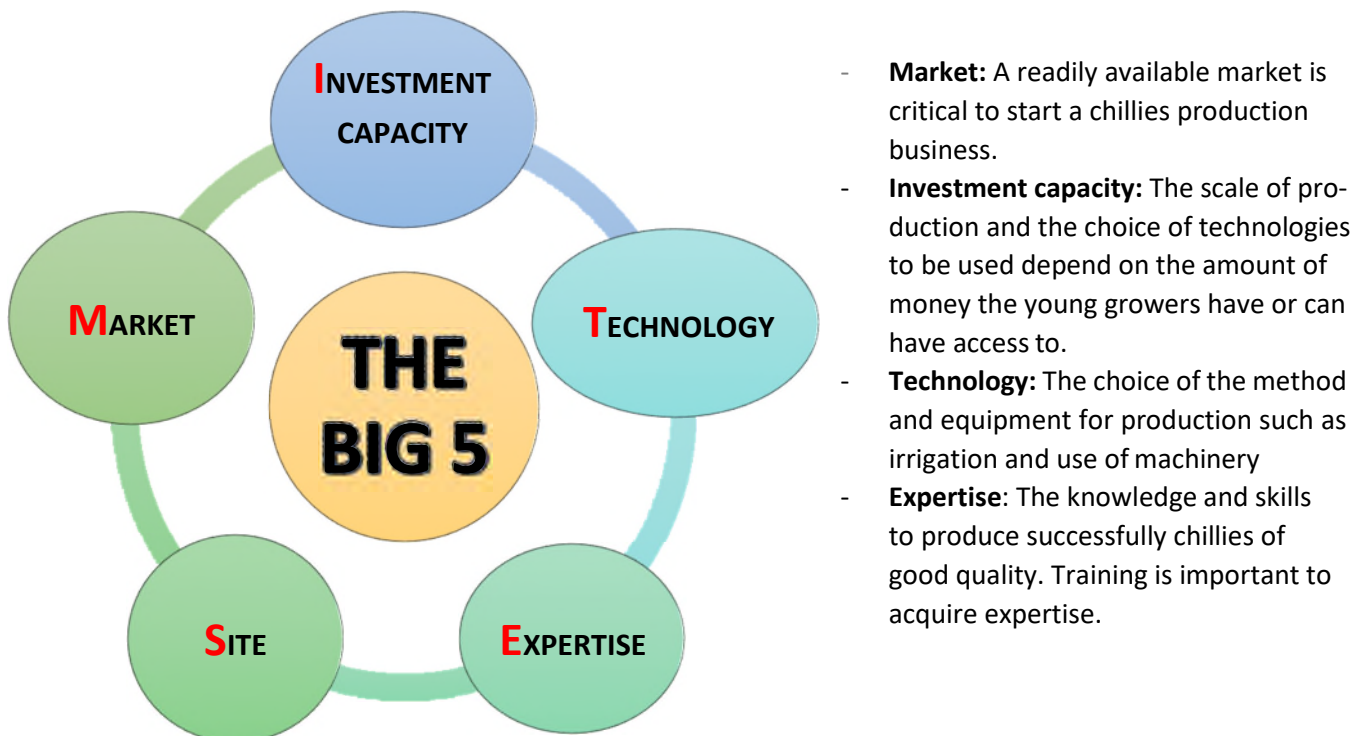 INVESTMENT
CAPACITY
MARKET
TECHNOLOGY
THE
BIG 5
SITE
EXPERTISE
- Market: A readily available market is
critical to start a chillies production
business.
- Investment capacity: The scale of pro-
duction and the choice of technologies
to be used depend on the amount of
money the young growers have or can
have access to.
- Technology: The choice of the method
and equipment for production such as
irrigation and use of machinery
- Expertise: The knowledge and skills
to produce successfully chillies of
good quality. Training is important to
acquire expertise.